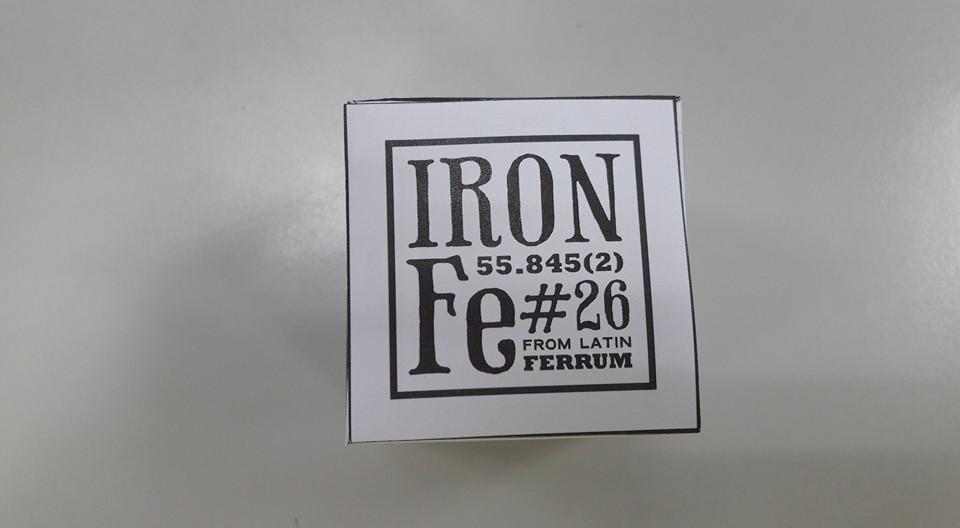 IRON
55.845(2)
Fe #26
FROM LATIN
FERRUM